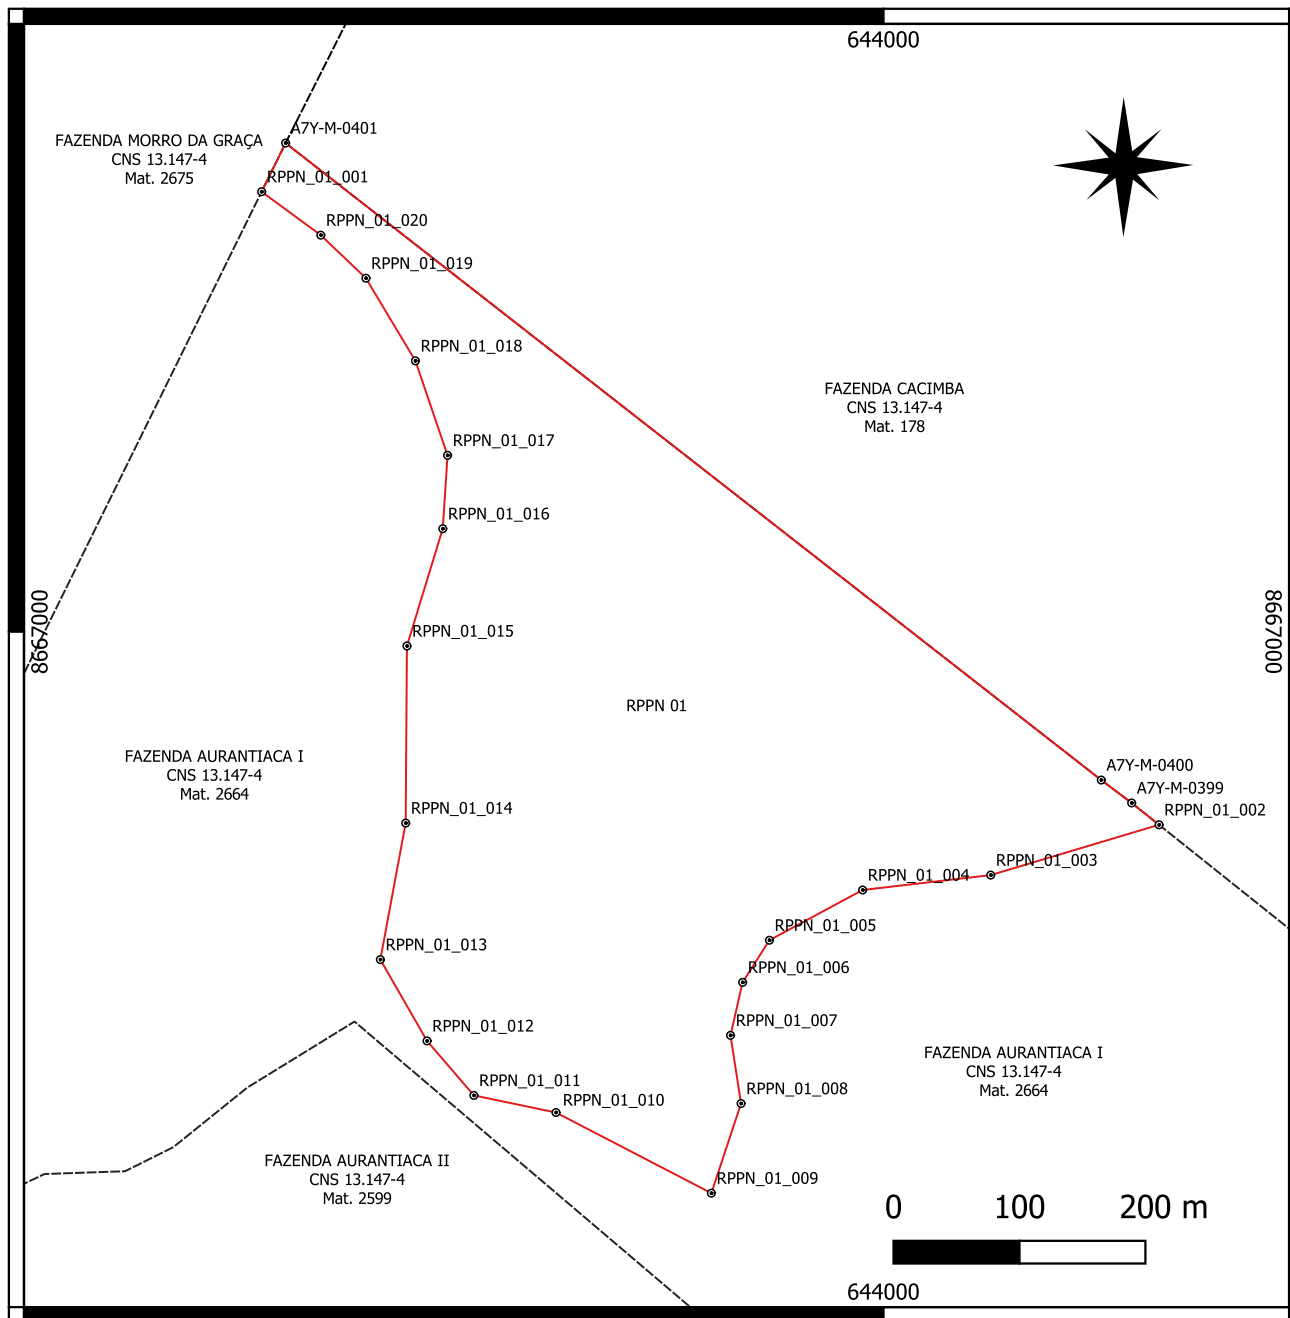 644000
A7Y-M-0401
FAZENDA MORRO DA GRAÇA
CNS 13.147-4
Mat. 2675
RPPN_01_001
RPPN_01_020
RPPN_01_019
RPPN_01_018
FAZENDA CACIMBA
CNS 13.147-4
Mat. 178
RPPN_01_017
RPPN_01_016
8667000
8667000
RPPN_01_015
RPPN 01
FAZENDA AURANTIACA I
CNS 13.147-4
Mat. 2664
A7Y-M-0400
A7Y-M-0399
RPPN_01_002
RPPN_01_014
RPPN_01_003
RPPN_01_004
RPPN_01_005
RPPN_01_013
RPPN_01_006
RPPN_01_012
RPPN_01_007
FAZENDA AURANTIACA I
CNS 13.147-4
Mat. 2664
RPPN_01_011
RPPN_01_010
RPPN_01_008
FAZENDA AURANTIACA II
CNS 13.147-4
Mat. 2599
RPPN_01_009
0 100 200 m
644000